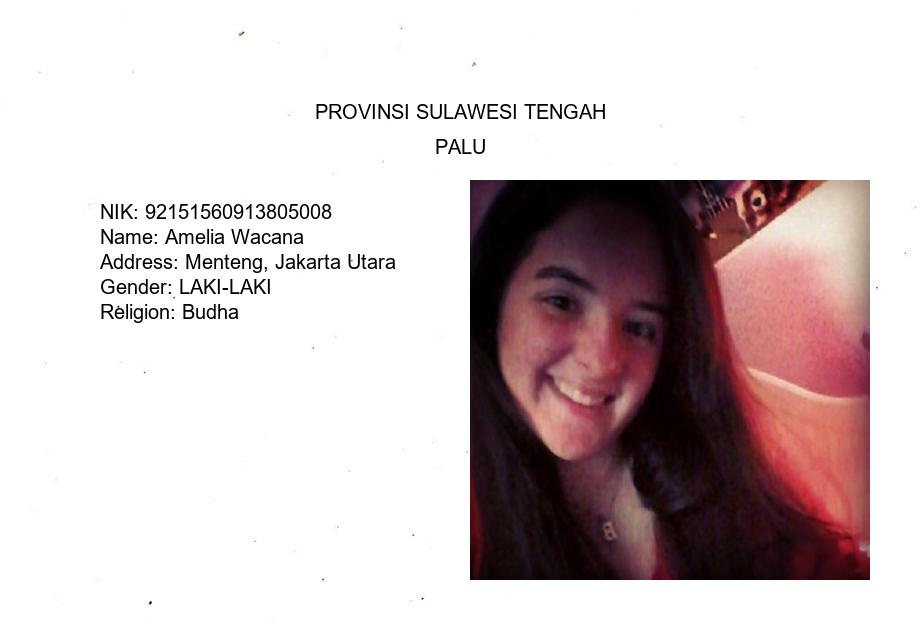 PROVINSI SULAWESI TENGAH
PALU
NIK: 92151560913805008
Name: Amelia Wacana
Address: Menteng, Jakarta Utara
Gender: LAKI-LAKI
Religion: Budha
B